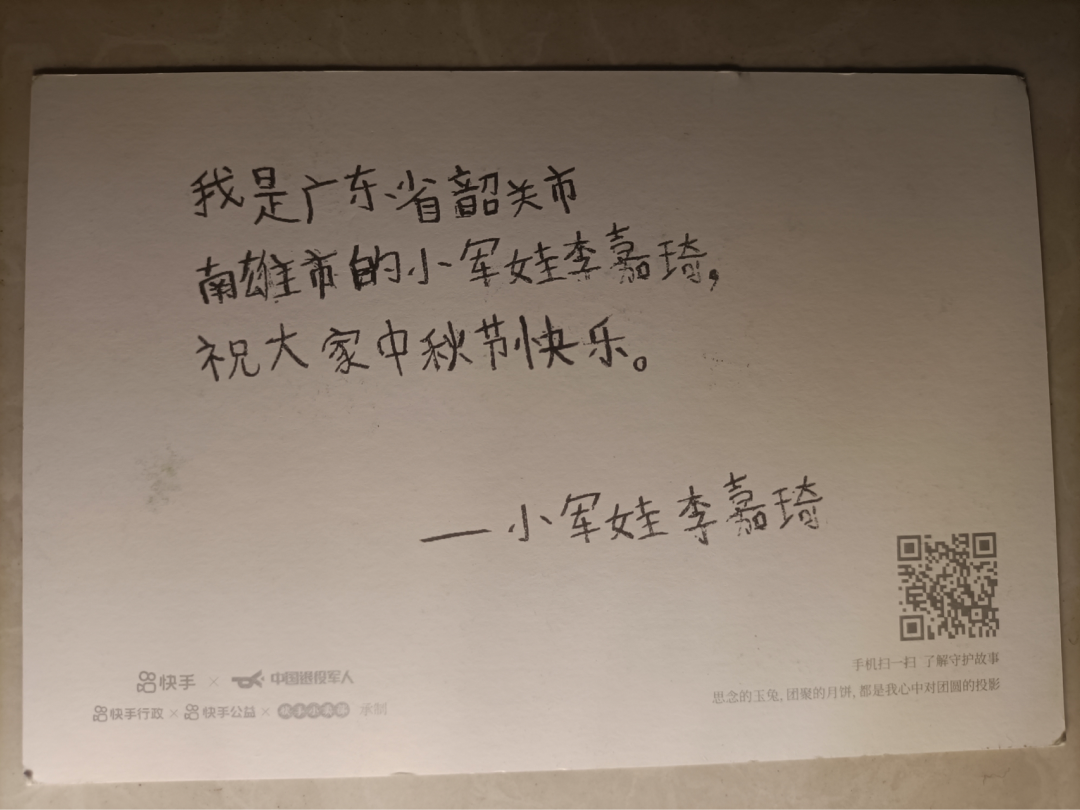 我是广东省韶关市
南雄市的小军娃李嘉琦,
祝大家中秋节快乐。
—小军娃李嘉琦
手机扫一扫 了解守护故事
思念的玉兔,团聚的月饼,都是我心中对团圆的投影
快手 × 中国退役军人
快手行政 × 快手公益 × 承制